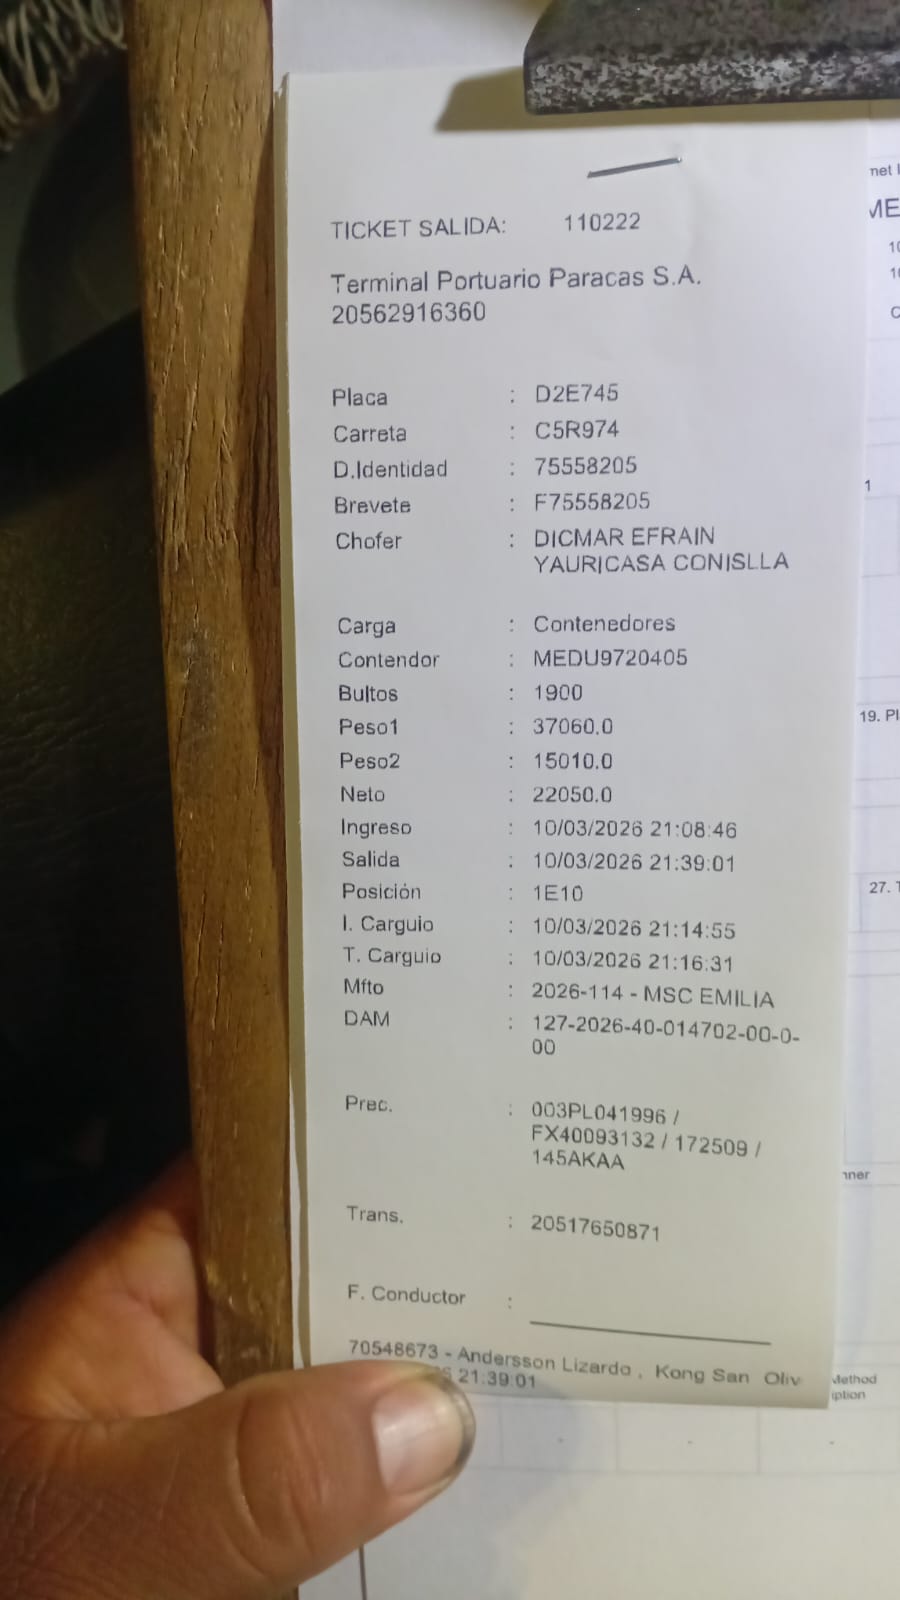 TICKET SALIDA: 110222
Terminal Portuario Paracas S.A.
20562916360
Placa : D2E745
Carreta : C5R974
D.Identidad : 75558205
Brevete : F75558205
Chofer : DICMAR EFRAIN
YAURICASA CONISLLA
Carga : Contenedores
Contendor : MEDU9720405
Bultos : 1900
Peso1 : 37060.0
Peso2 : 15010.0
Neto : 22050.0
Ingreso : 10/03/2026 21:08:46
Salida : 10/03/2026 21:39:01
Posición : 1E10
I. Carguio : 10/03/2026 21:14:55
T. Carguio : 10/03/2026 21:16:31
Mfto : 2026-114 - MSC EMILIA
DAM : 127-2026-40-014702-00-0-
00
Prec. : 003PL041996 /
FX40093132 / 172509 /
145AKAA
Trans. : 20517650871
F. Conductor :
70548673 - Andersson Lizardo , Kong San Oliv
21:39:01
1
19.
27.